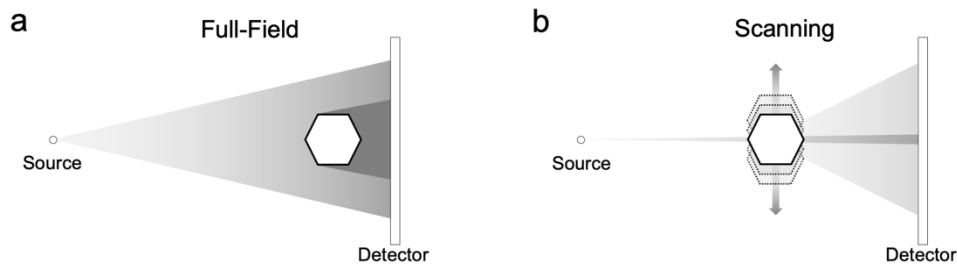 a
Full-Field
Source
Detector
b
Scanning
Source
Detector